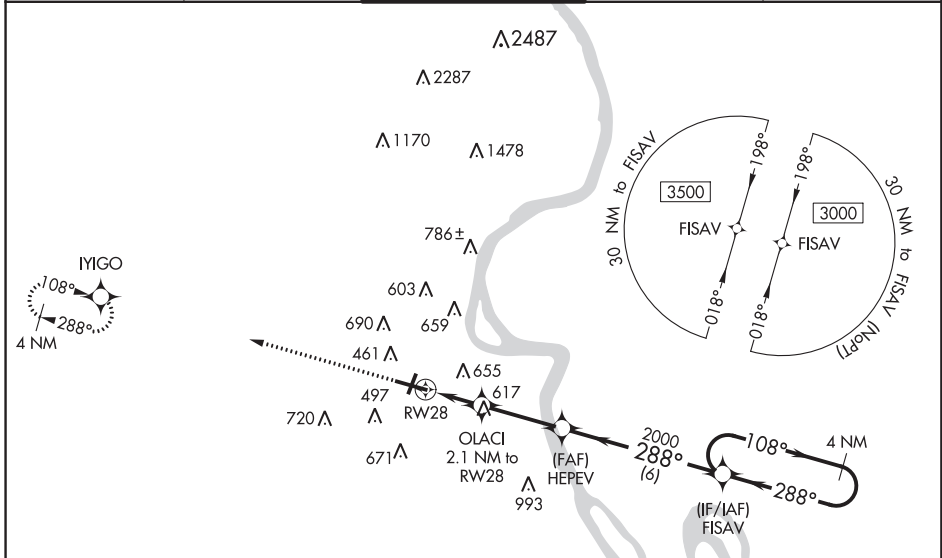 2487
2287
1170
1478
30 NM to FISAV
3500
198°
FISAV
018°
198°
3000
FISAV
018°
30 NM to FISAV (NoPT)
786±
IYIGO
108°
288°
4 NM
603
659
690
461
655
617
497
RW28
720
671
OLACI
2.1 NM to
RW28
(FAF)
HEPEV
993
2000
288°
(6)
108°
4 NM
288°
(IF/IAF)
FISAV